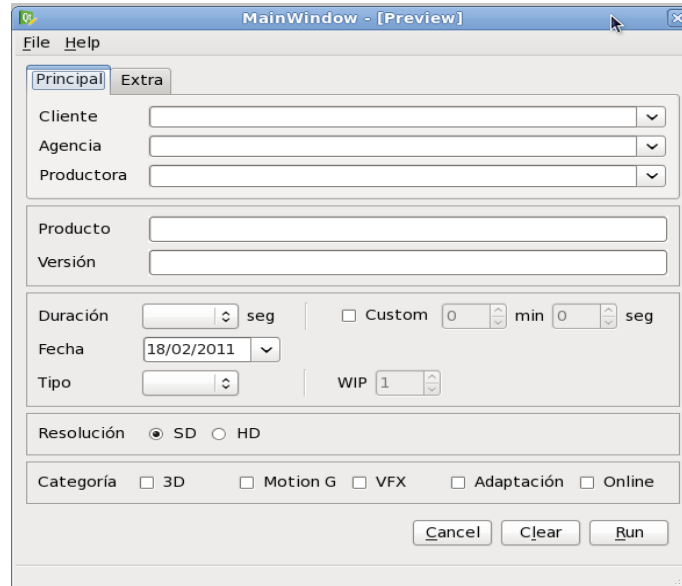 MainWindow - [Preview]
File Help
Principal Extra
Cliente
Agencia
Productora
Producto
Versión
Duración seg Custom 0 min 0 seg
Fecha 18/02/2011
Tipo WIP 1
Resolución SD HD
Categoría 3D Motion G VFX Adaptación Online
Cancel Clear Run